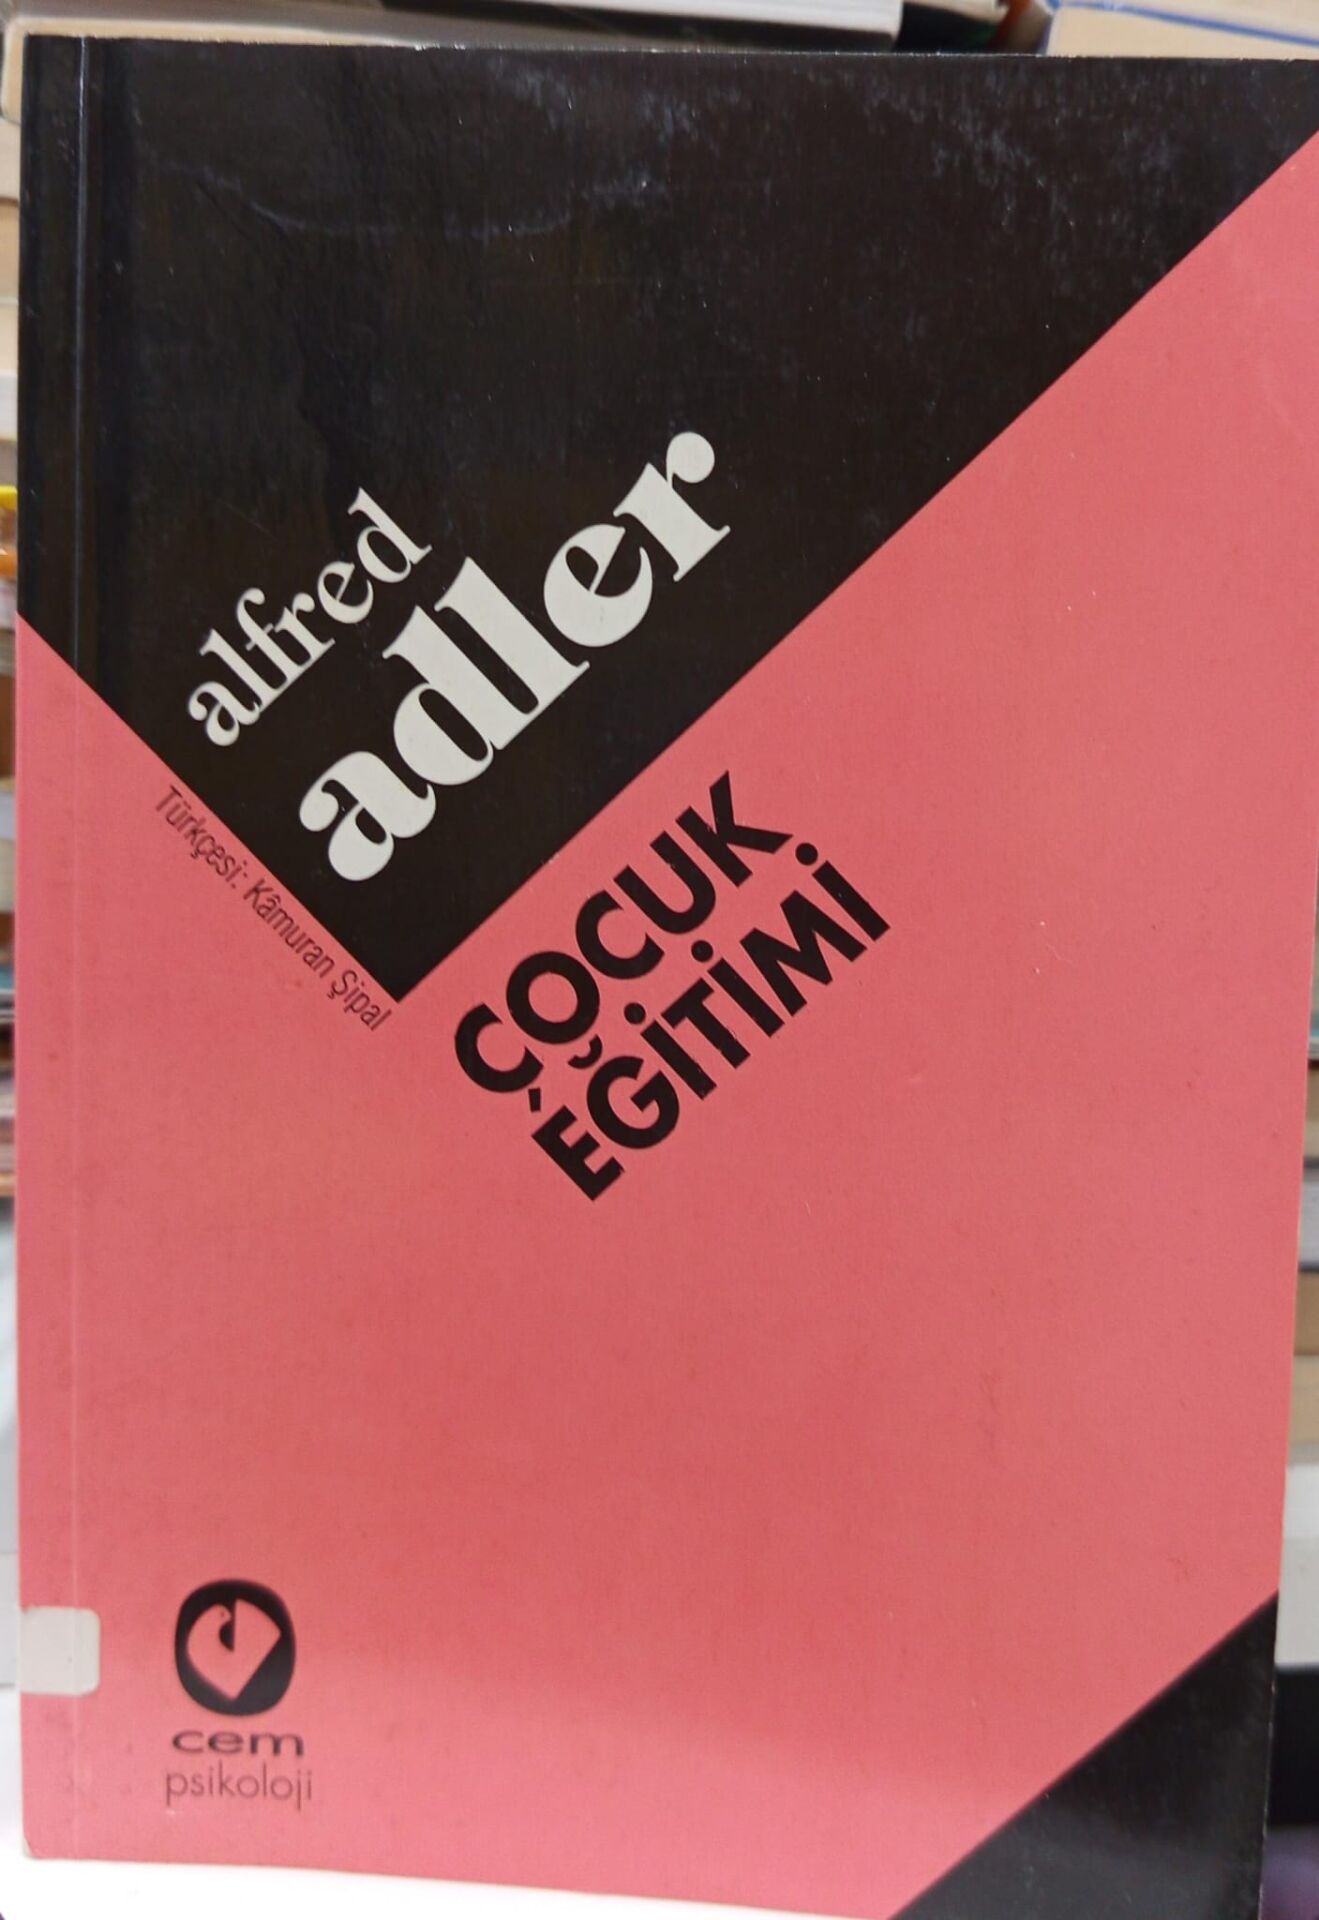 alfred
adler
Türkçesi: Kâmuran Şipal
ÇOCUK
EĞİTİMİ
cem
psikoloji